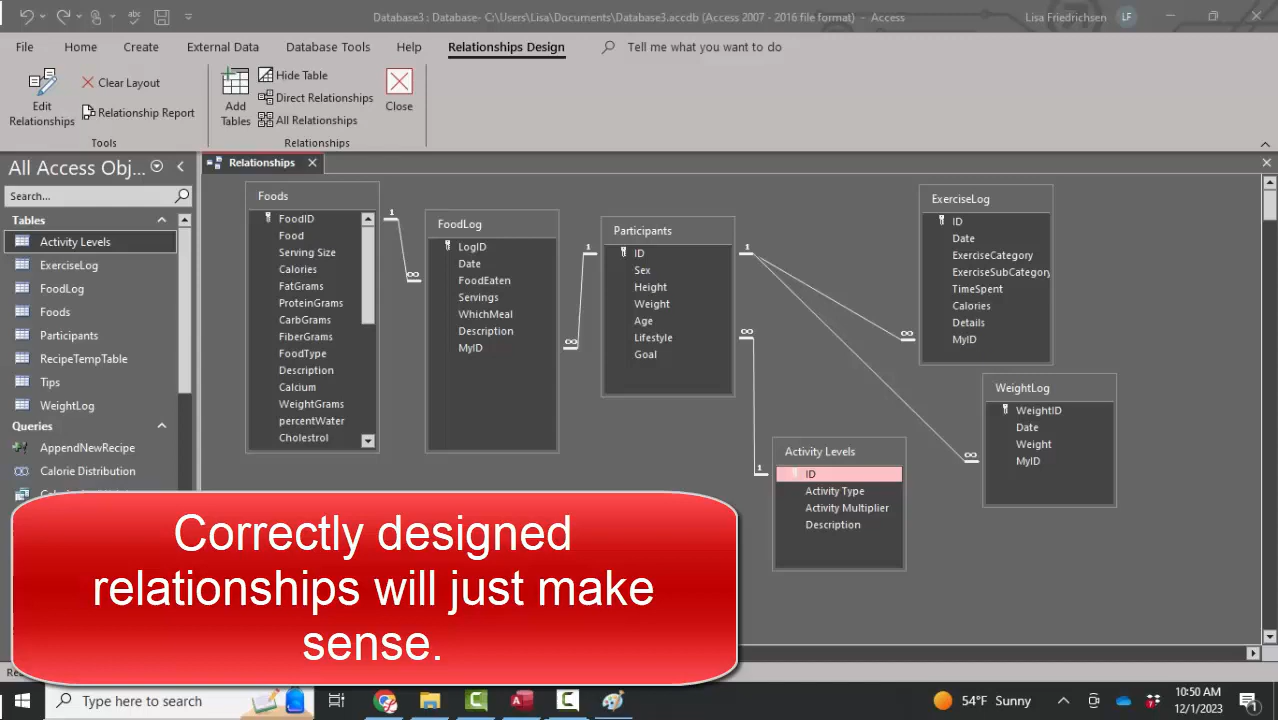 Database3 : Database- C:\Users\Lisa\Documents\Database3.accdb (Access 2007 - 2016 file format) - Access
Lisa Friedrichsen LF
File Home Create External Data Database Tools Help Relationships Design Tell me what you want to do
Edit
Relationships
Clear Layout
Relationship Report
Tools
Add
Tables
Hide Table
Direct Relationships
All Relationships
Close
Relationships
All Access Obj...
Search...
Tables
Activity Levels
ExerciseLog
FoodLog
Foods
Participants
RecipeTempTable
Tips
WeightLog
Queries
AppendNewRecipe
Calorie Distribution
Relationships
Foods
FoodID
Food
Serving Size
Calories
FatGrams
ProteinGrams
CarbGrams
FiberGrams
FoodType
Description
Calcium
WeightGrams
percentWater
Cholestrol
1
∞
FoodLog
LogID
Date
FoodEaten
Servings
WhichMeal
Description
MyID
1
∞
Participants
ID
Sex
Height
Weight
Age
Lifestyle
Goal
1
∞
∞
1
∞
ExerciseLog
ID
Date
ExerciseCategory
ExerciseSubCategory
TimeSpent
Calories
Details
MyID
WeightLog
WeightID
Date
Weight
MyID
Activity Levels
ID
Activity Type
Activity Multiplier
Description
Correctly designed
relationships will just make
sense.
Type here to search
54°F Sunny
10:50 AM
12/1/2023
1